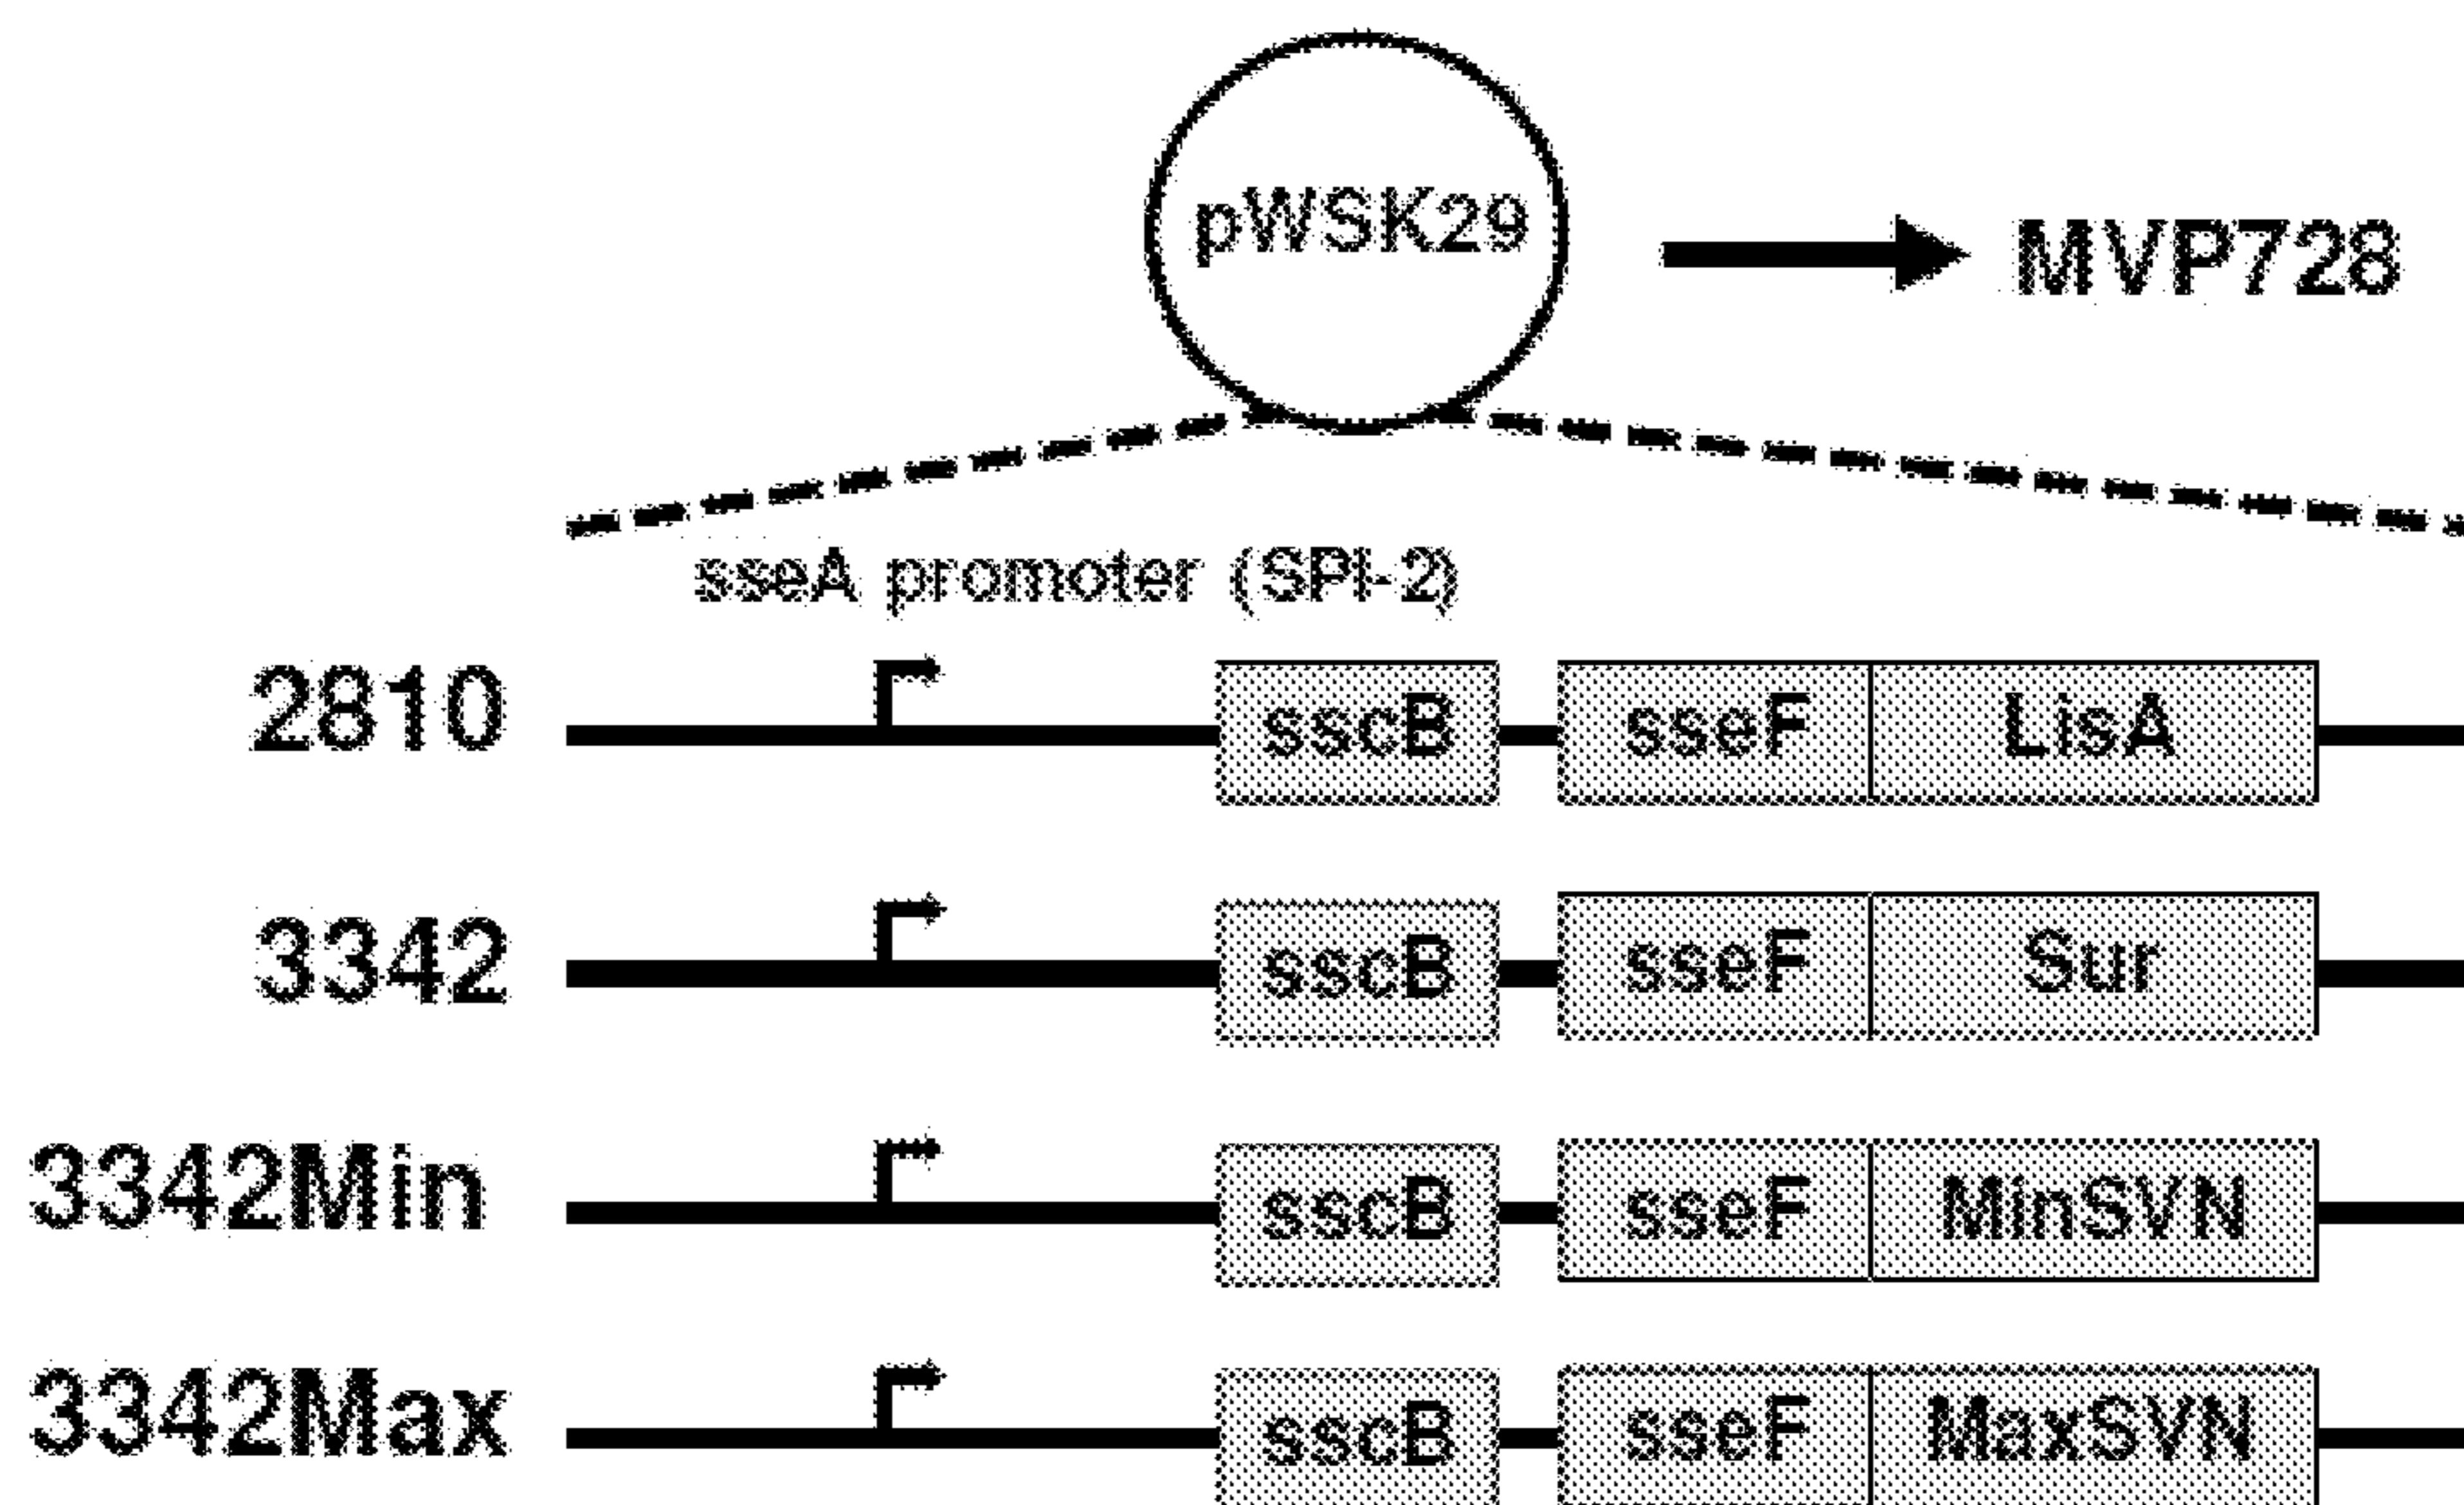 pWSK29
MVP728
sseA promoter (SPI-2)
2810 sscB sseF LisA
3342 sscB sseF Sur
3342Min sscB sseF MinSVN
3342Max sscB sseF MaxSVN